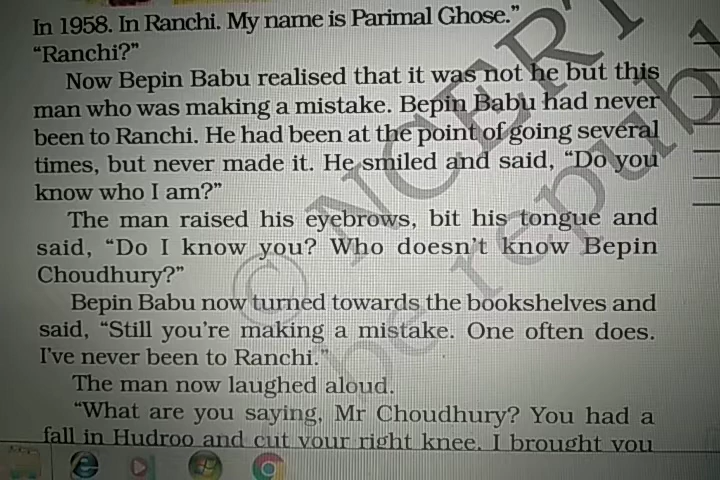 In 1958. In Ranchi. My name is Parimal Ghose.”
“Ranchi?”
Now Bepin Babu realised that it was not he but this
man who was making a mistake. Bepin Babu had never
been to Ranchi. He had been at the point of going several
times, but never made it. He smiled and said, “Do you
know who I am?”
The man raised his eyebrows, bit his tongue and
said, “Do I know you? Who doesn’t know Bepin
Choudhury?”
Bepin Babu now turned towards the bookshelves and
said, “Still you’re making a mistake. One often does.
I’ve never been to Ranchi.”
The man now laughed aloud.
“What are you saying, Mr Choudhury? You had a
fall in Hudroo and cut your right knee. I brought you
© NCERT
be republ